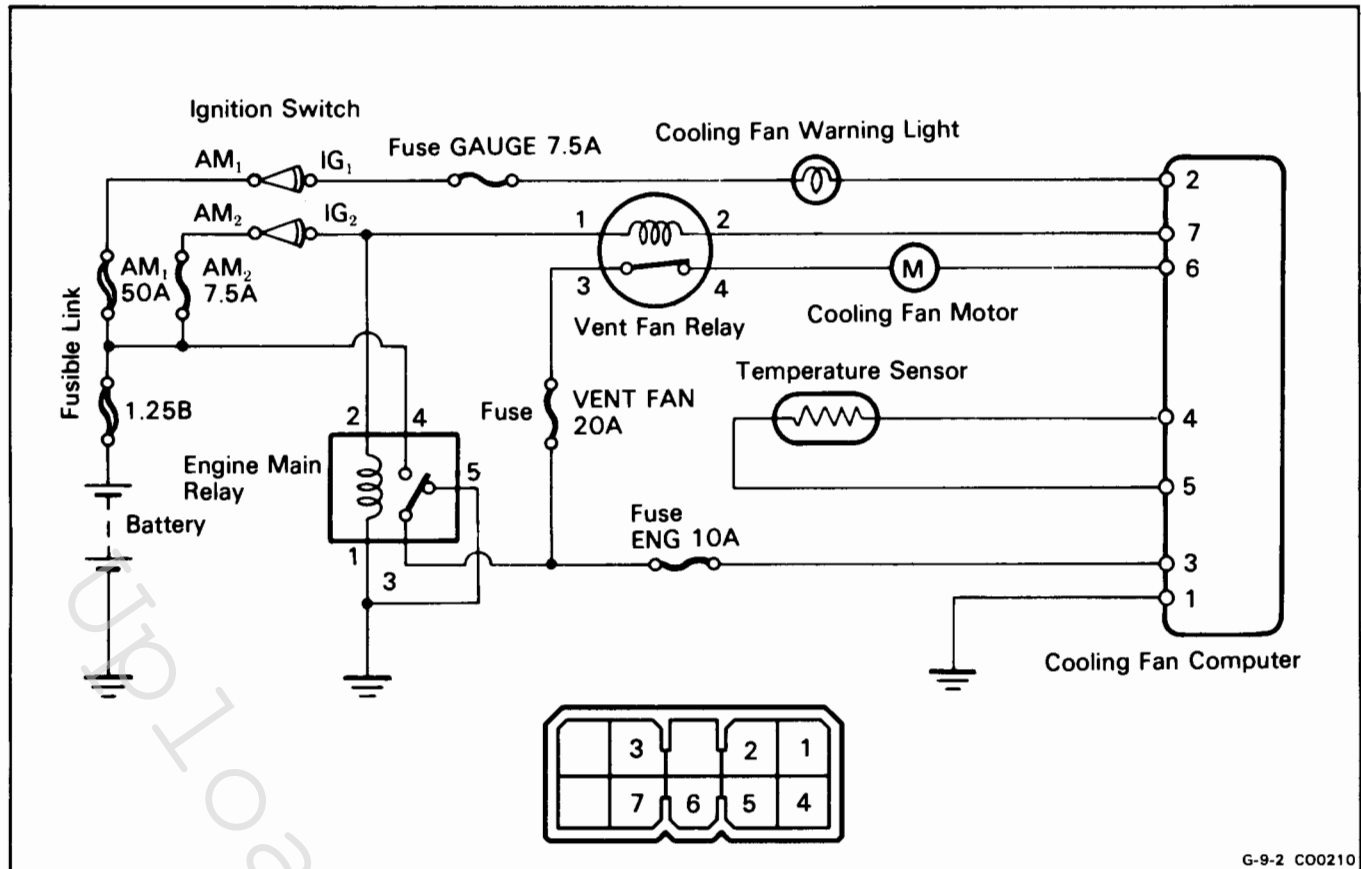 Ignition Switch
AM₁ IG₁
Fuse GAUGE 7.5A
Cooling Fan Warning Light
2
AM₂ IG₂
1 2
7
6
AM₁
50A
AM₂
7.5A
3 4
M
Vent Fan Relay
Cooling Fan Motor
Fusible Link
1.25B
Fuse
VENT FAN
20A
Temperature Sensor
4
2 4
5
5
Engine Main
Relay
Battery
Fuse
ENG 10A
1
3
3
1
Cooling Fan Computer
3 2 1
7 6 5 4
G-9-2 CO0210
Uploa